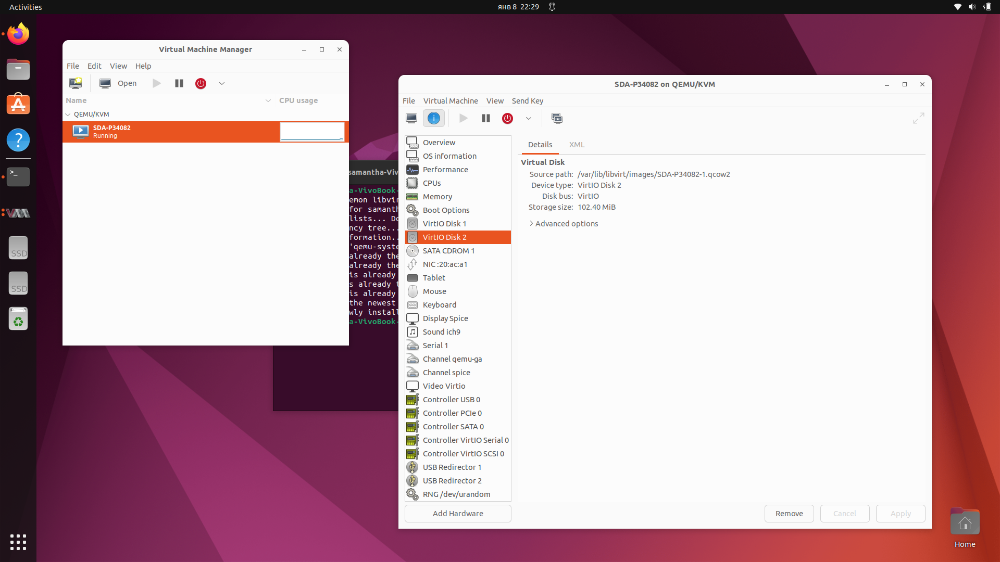 Activities
янв 8 22:29
Virtual Machine Manager
File Edit View Help
Open
Name CPU usage
QEMU/KVM
SDA-P34082
Running
samantha-Viv
a-VivoBook-
emon libvir
for samanth
lists... Do
ncy tree...
formation..
'qemu-syste
already the
already the
is already
s already t
is already
the newest
wly install
a-VivoBook-
SDA-P34082 on QEMU/KVM
File Virtual Machine View Send Key
Overview
OS information
Performance
CPUs
Memory
Boot Options
VirtIO Disk 1
VirtIO Disk 2
SATA CDROM 1
NIC :20:ac:a1
Tablet
Mouse
Keyboard
Display Spice
Sound ich9
Serial 1
Channel qemu-ga
Channel spice
Video Virtio
Controller USB 0
Controller PCIe 0
Controller SATA 0
Controller VirtIO Serial 0
Controller VirtIO SCSI 0
USB Redirector 1
USB Redirector 2
RNG /dev/urandom
Add Hardware
Details XML
Virtual Disk
Source path: /var/lib/libvirt/images/SDA-P34082-1.qcow2
Device type: VirtIO Disk 2
Disk bus: VirtIO
Storage size: 102.40 MiB
Advanced options
Remove Cancel Apply
SSD
SSD
Home